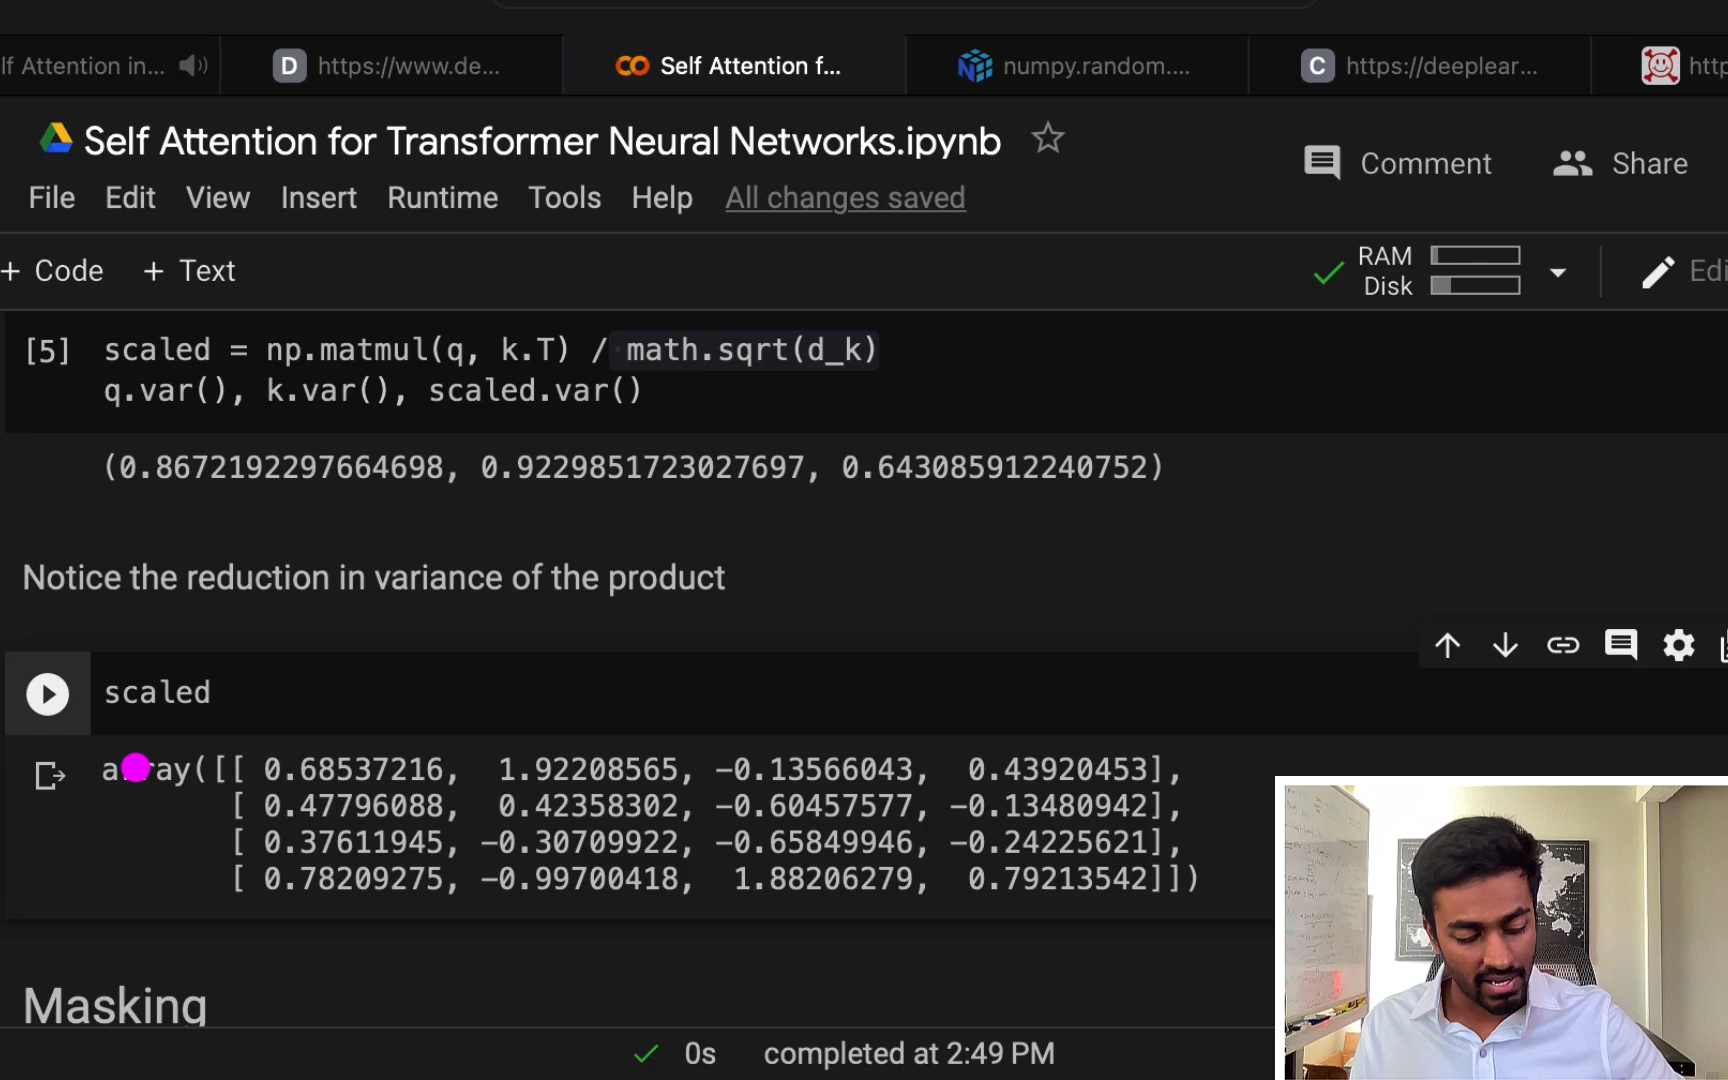 lf Attention in...
D https://www.de...
Self Attention f...
numpy.random....
C https://deeplear...
http
Self Attention for Transformer Neural Networks.ipynb
Comment
Share
File Edit View Insert Runtime Tools Help All changes saved
+ Code + Text
RAM
Disk
Edi
[5] scaled = np.matmul(q, k.T) / math.sqrt(d_k)
q.var(), k.var(), scaled.var()
(0.8672192297664698, 0.9229851723027697, 0.643085912240752)
Notice the reduction in variance of the product
scaled
array([[ 0.68537216, 1.92208565, -0.13566043, 0.43920453],
[ 0.47796088, 0.42358302, -0.60457577, -0.13480942],
[ 0.37611945, -0.30709922, -0.65849946, -0.24225621],
[ 0.78209275, -0.99700418, 1.88206279, 0.79213542]])
Masking
0s completed at 2:49 PM